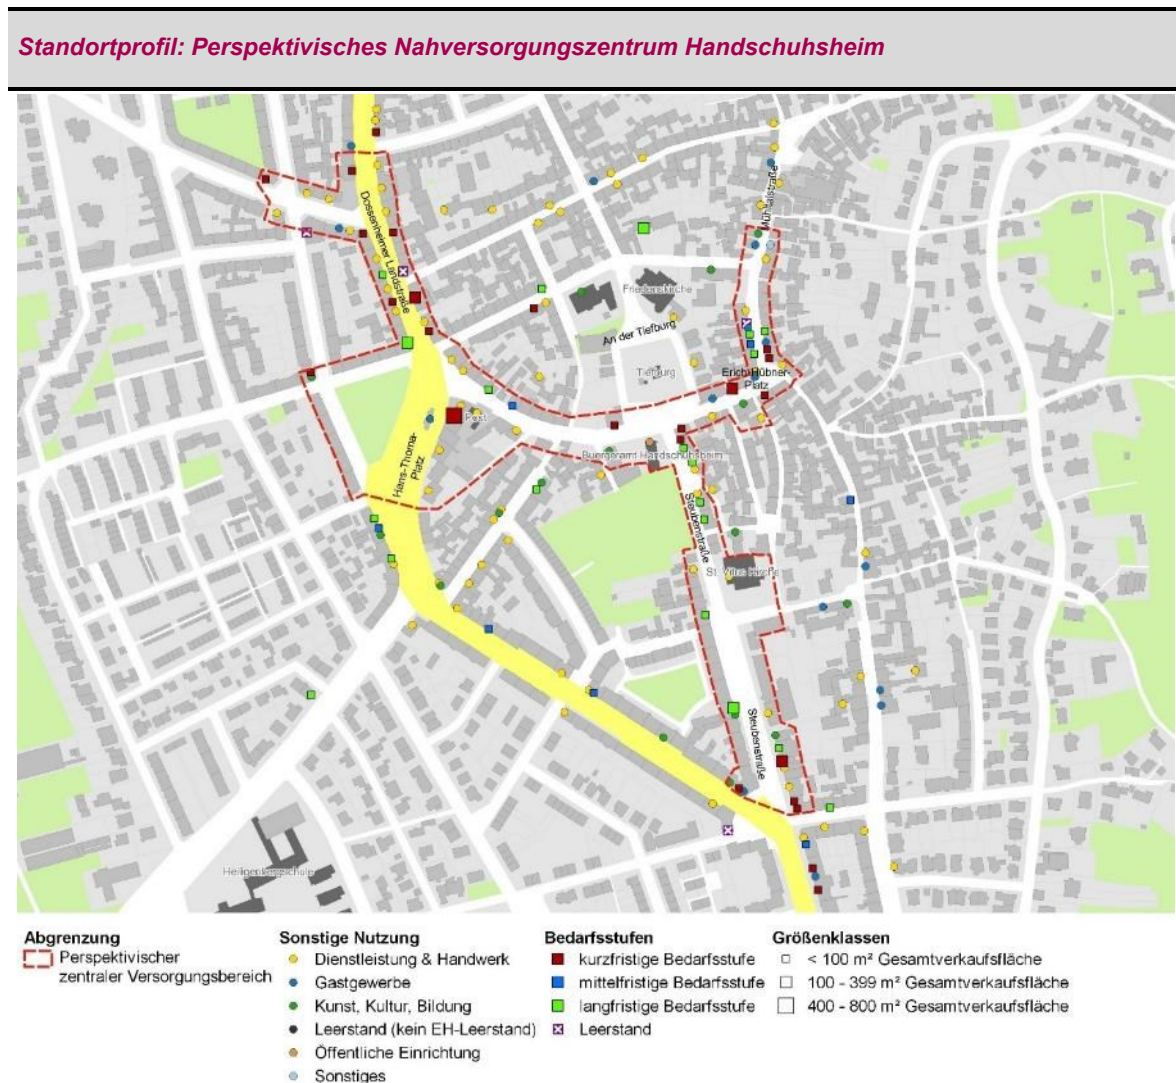 Standortprofil: Perspektivisches Nahversorgungszentrum Handschuhsheim
Mühltalstraße
Dossenheimer Landstraße
Friedenskirche
An der Tiefburg
Tiefburg
Erich-Hübner-
Platz
Post
Buergeramt Handschuhsheim
Hans-Thoma-
Platz
Steubenstraße
St. Vitus Kirche
Steubenstraße
Heiligenbergschule
Abgrenzung
Perspektivischer
zentraler Versorgungsbereich
Sonstige Nutzung
Dienstleistung & Handwerk
Gastgewerbe
Kunst, Kultur, Bildung
Leerstand (kein EH-Leerstand)
Öffentliche Einrichtung
Sonstiges
Bedarfsstufen
kurzfristige Bedarfsstufe
mittelfristige Bedarfsstufe
langfristige Bedarfsstufe
Leerstand
Größenklassen
< 100 m² Gesamtverkaufsfläche
100 - 399 m² Gesamtverkaufsfläche
400 - 800 m² Gesamtverkaufsfläche